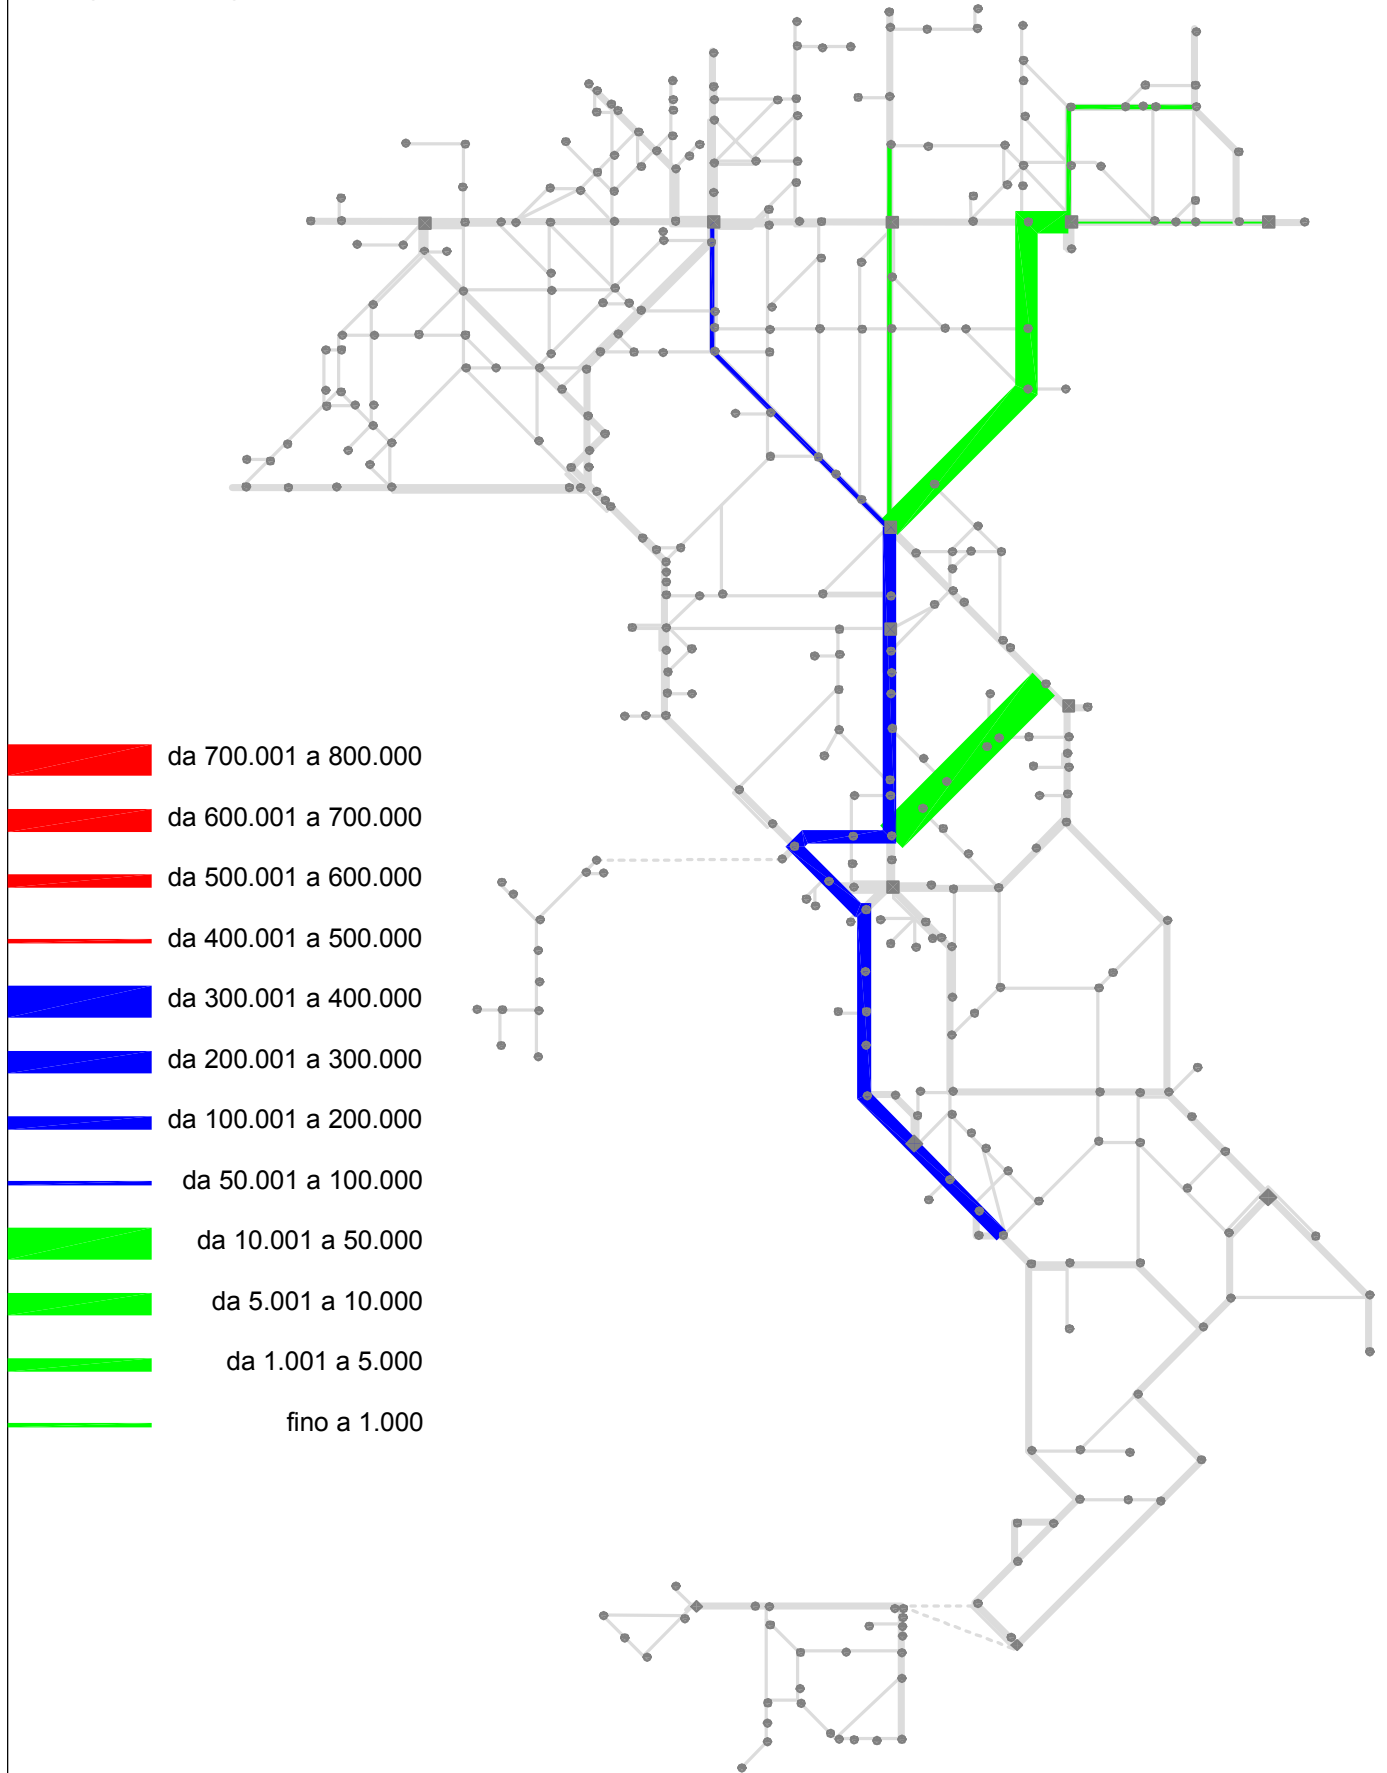 da 700.001 a 800.000
da 600.001 a 700.000
da 500.001 a 600.000
da 400.001 a 500.000
da 300.001 a 400.000
da 200.001 a 300.000
da 100.001 a 200.000
da 50.001 a 100.000
da 10.001 a 50.000
da 5.001 a 10.000
da 1.001 a 5.000
fino a 1.000